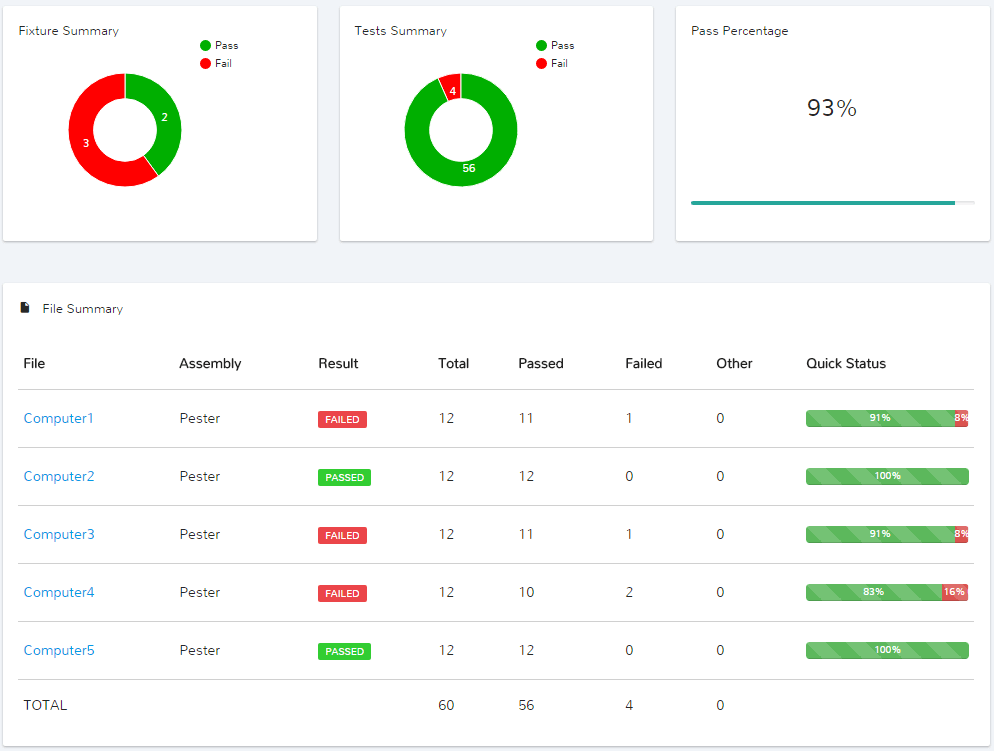 Fixture Summary
Pass
Fail
2
3
Tests Summary
Pass
Fail
4
56
Pass Percentage
93%
File Summary
File Assembly Result Total Passed Failed Other Quick Status
Computer1 Pester FAILED 12 11 1 0 91% 8%
Computer2 Pester PASSED 12 12 0 0 100%
Computer3 Pester FAILED 12 11 1 0 91% 8%
Computer4 Pester FAILED 12 10 2 0 83% 16%
Computer5 Pester PASSED 12 12 0 0 100%
TOTAL 60 56 4 0